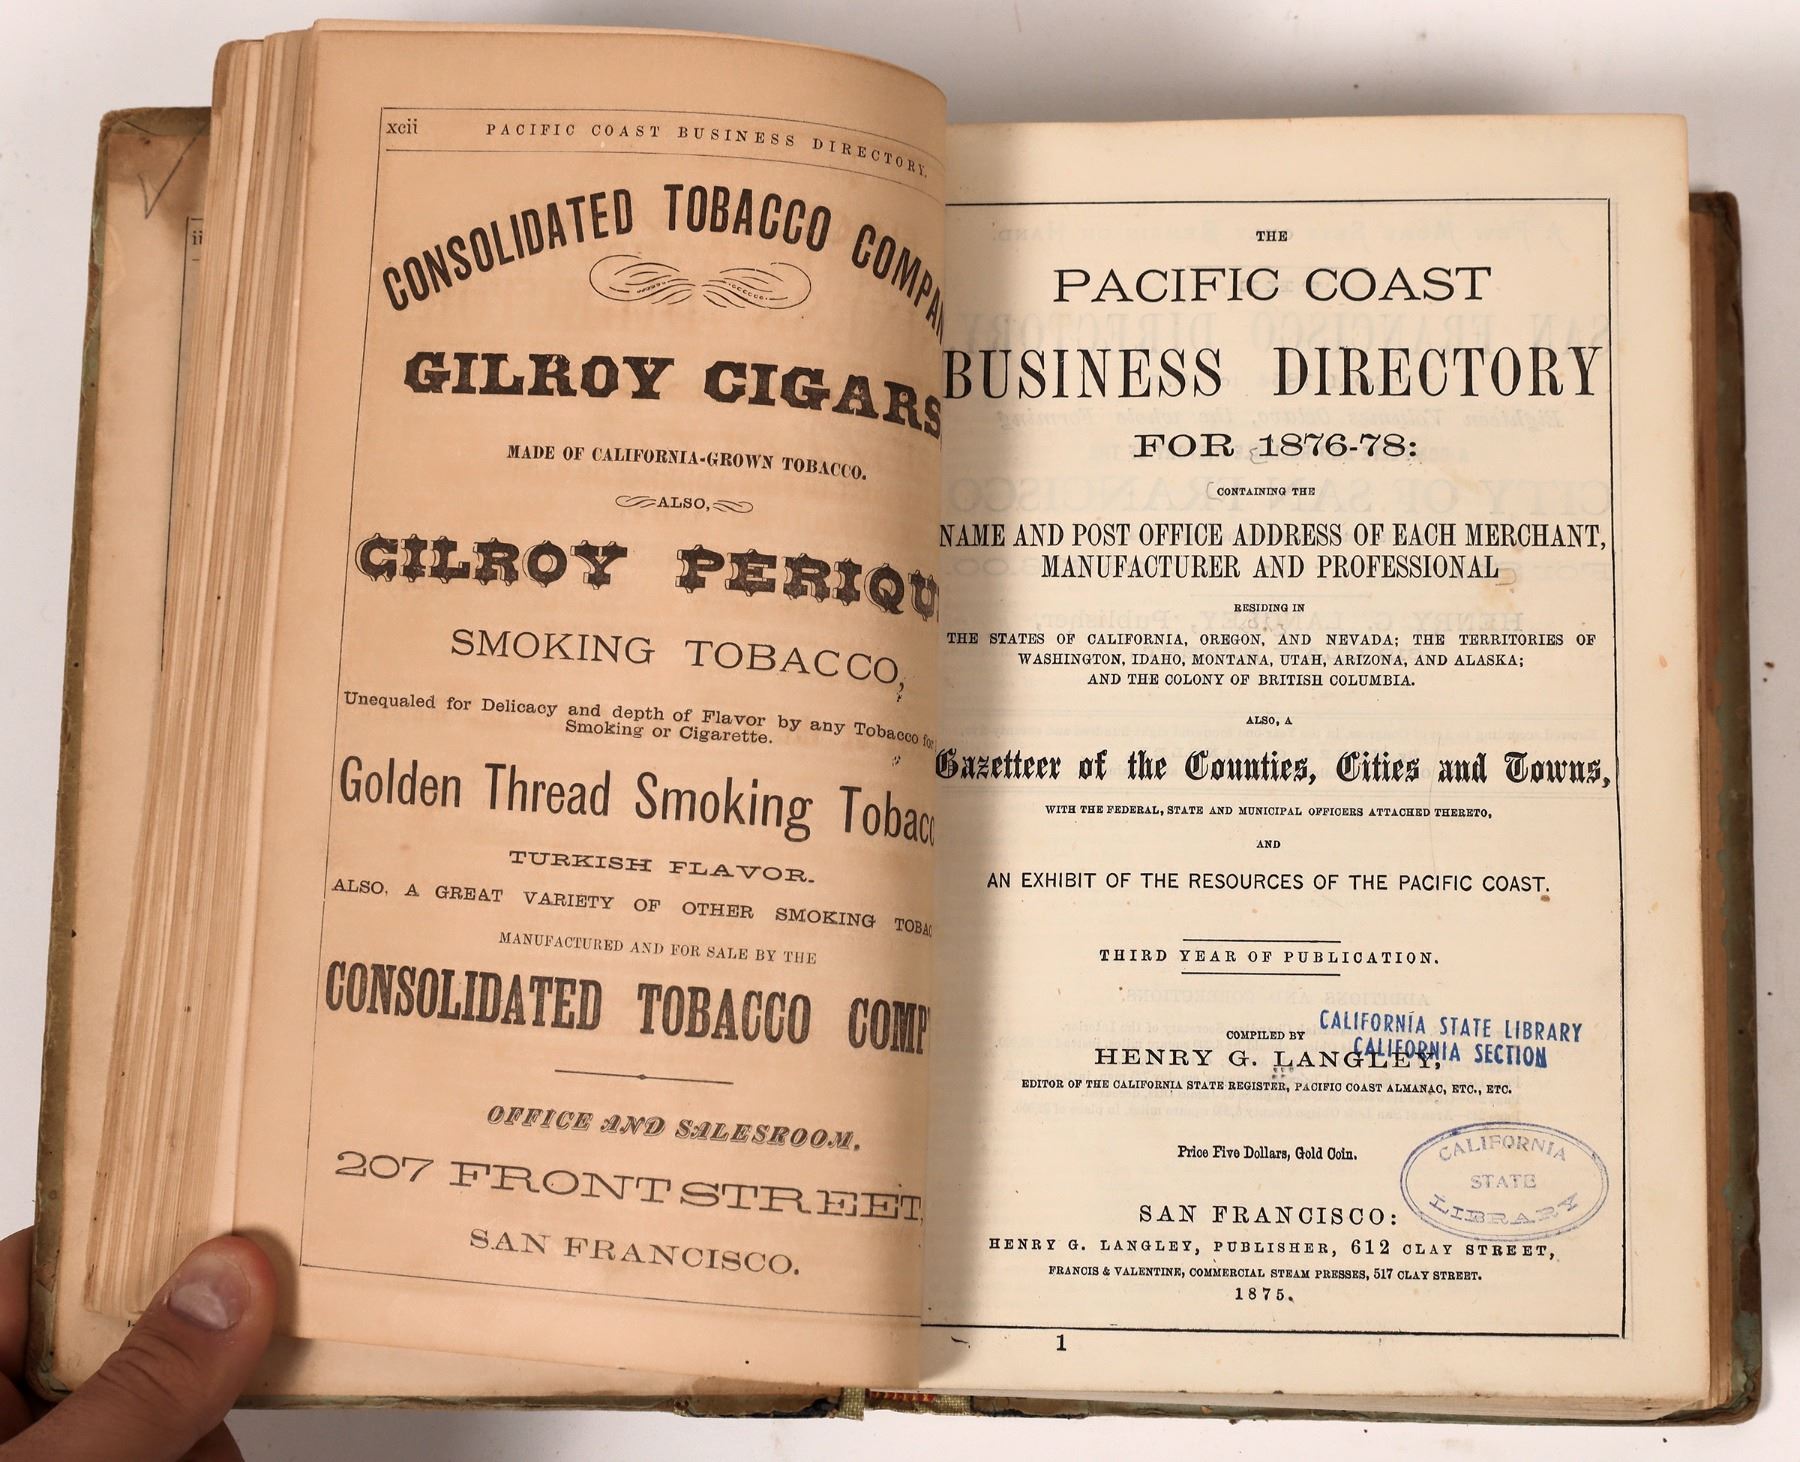 xcii PACIFIC COAST BUSINESS DIRECTORY.
CONSOLIDATED TOBACCO COMPAN
GILROY CIGARS,
MADE OF CALIFORNIA-GROWN TOBACCO.
ALSO,
GILROY PERIQU
SMOKING TOBACCO,
Unequaled for Delicacy and depth of Flavor by any Tobacco for
Smoking or Cigarette.
Golden Thread Smoking Tobacc
TURKISH FLAVOR.
ALSO, A GREAT VARIETY OF OTHER SMOKING TOBAC
MANUFACTURED AND FOR SALE BY THE
CONSOLIDATED TOBACCO COMP
OFFICE AND SALESROOM.
207 FRONT STREET,
SAN FRANCISCO.
THE
PACIFIC COAST
BUSINESS DIRECTORY
FOR 1876-78:
CONTAINING THE
NAME AND POST OFFICE ADDRESS OF EACH MERCHANT,
MANUFACTURER AND PROFESSIONAL
RESIDING IN
THE STATES OF CALIFORNIA, OREGON, AND NEVADA; THE TERRITORIES OF
WASHINGTON, IDAHO, MONTANA, UTAH, ARIZONA, AND ALASKA;
AND THE COLONY OF BRITISH COLUMBIA.
ALSO, A
Gazetteer of the Counties, Cities and Towns,
WITH THE FEDERAL, STATE AND MUNICIPAL OFFICERS ATTACHED THERETO,
AND
AN EXHIBIT OF THE RESOURCES OF THE PACIFIC COAST.
THIRD YEAR OF PUBLICATION.
CALIFORNIA STATE LIBRARY
CALIFORNIA SECTION
COMPILED BY
HENRY G. LANGLEY,
EDITOR OF THE CALIFORNIA STATE REGISTER, PACIFIC COAST ALMANAC, ETC., ETC.
Price Five Dollars, Gold Coin.
CALIFORNIA
STATE
LIBRARY
SAN FRANCISCO:
HENRY G. LANGLEY, PUBLISHER, 612 CLAY STREET,
FRANCIS & VALENTINE, COMMERCIAL STEAM PRESSES, 517 CLAY STREET.
1875.
1